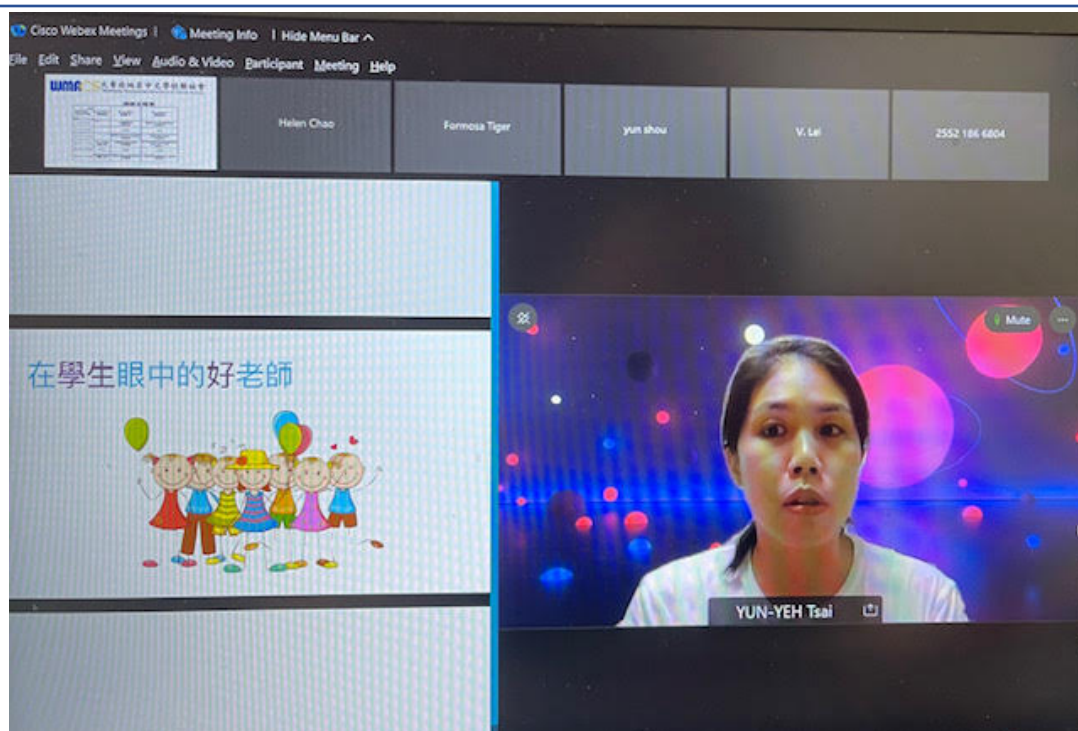 Cisco Webex Meetings | Meeting Info | Hide Menu Bar
File Edit Share View Audio & Video Participant Meeting Help
Helen Chao
Formosa Tiger
yun shou
V. Lai
2552 186 6804
Mute
在學生眼中的好老師
YUN-YEH Tsai